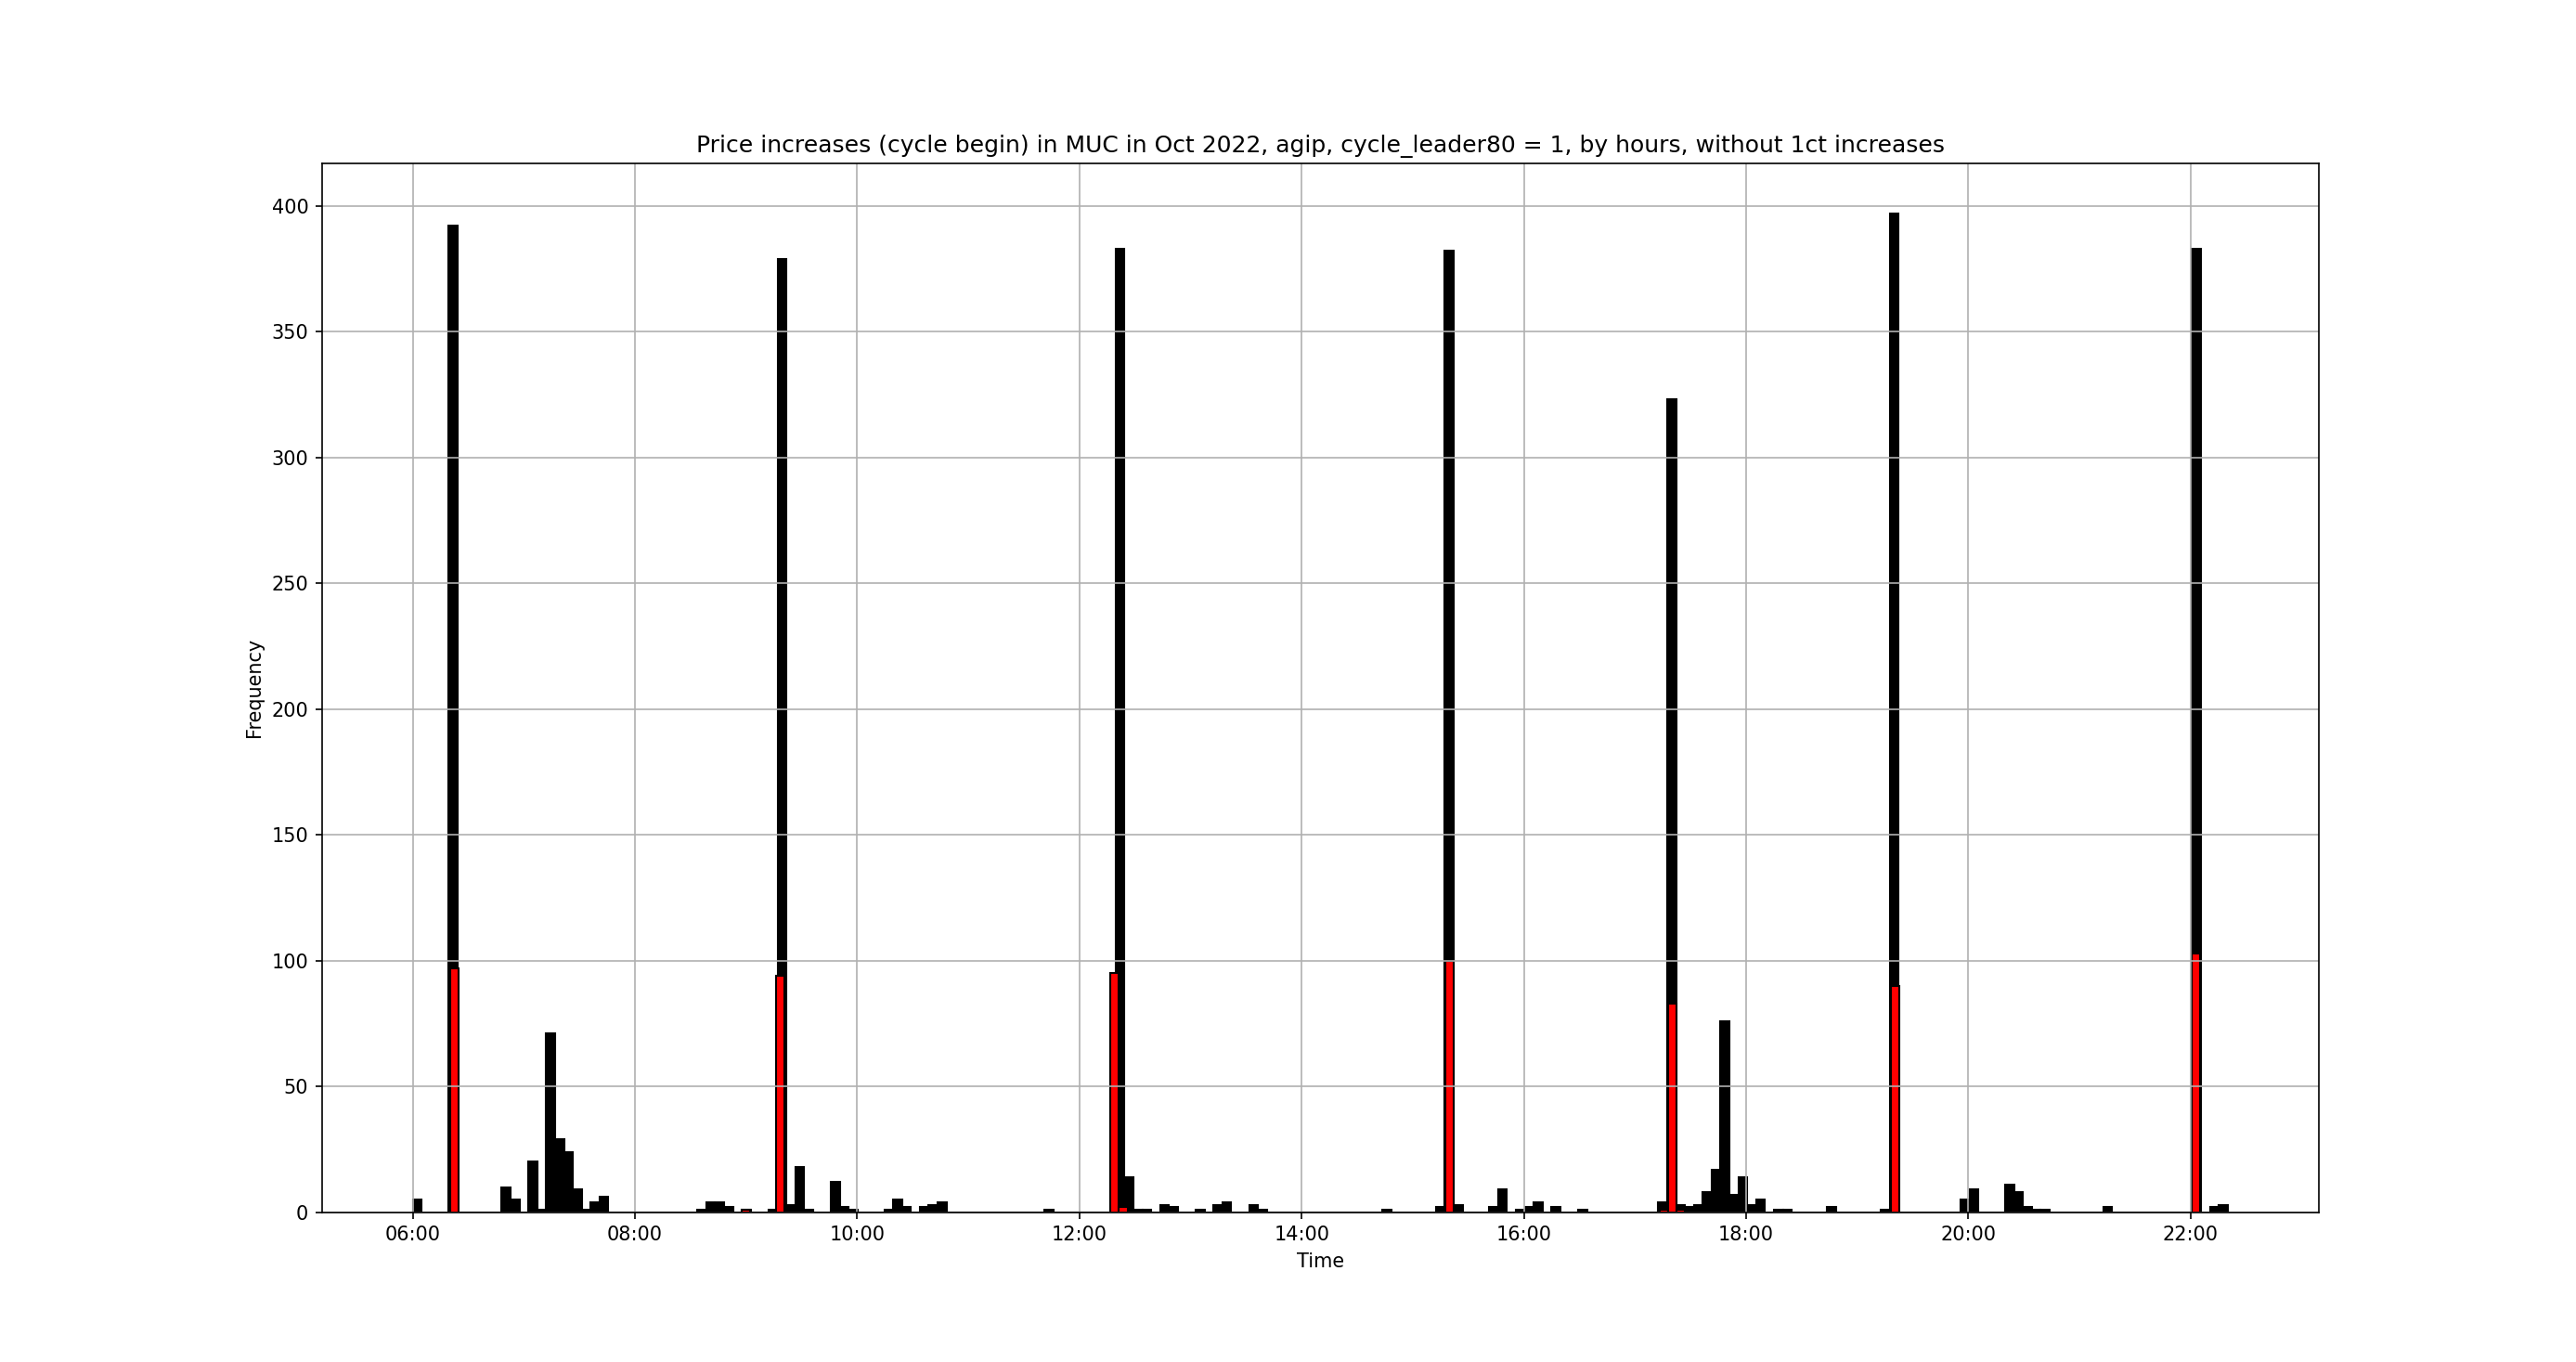 Price increases (cycle begin) in MUC in Oct 2022, agip, cycle_leader80 = 1, by hours, without 1ct increases
400
350
300
250
200
150
100
50
0
Frequency
06:00 08:00 10:00 12:00 14:00 16:00 18:00 20:00 22:00
Time